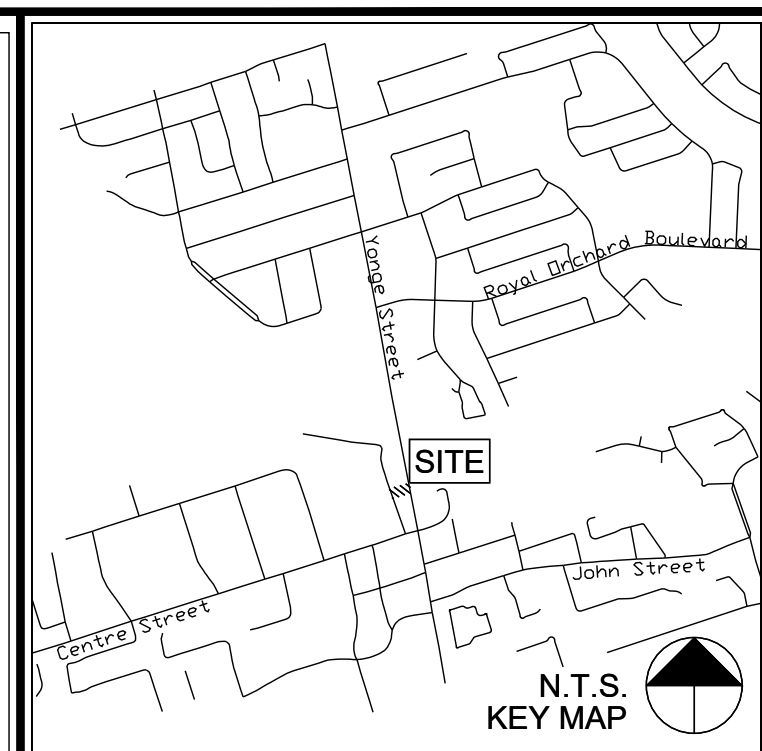 Yonge Street
Royal Orchard Boulevard
SITE
John Street
Centre Street
N.T.S.
KEY MAP